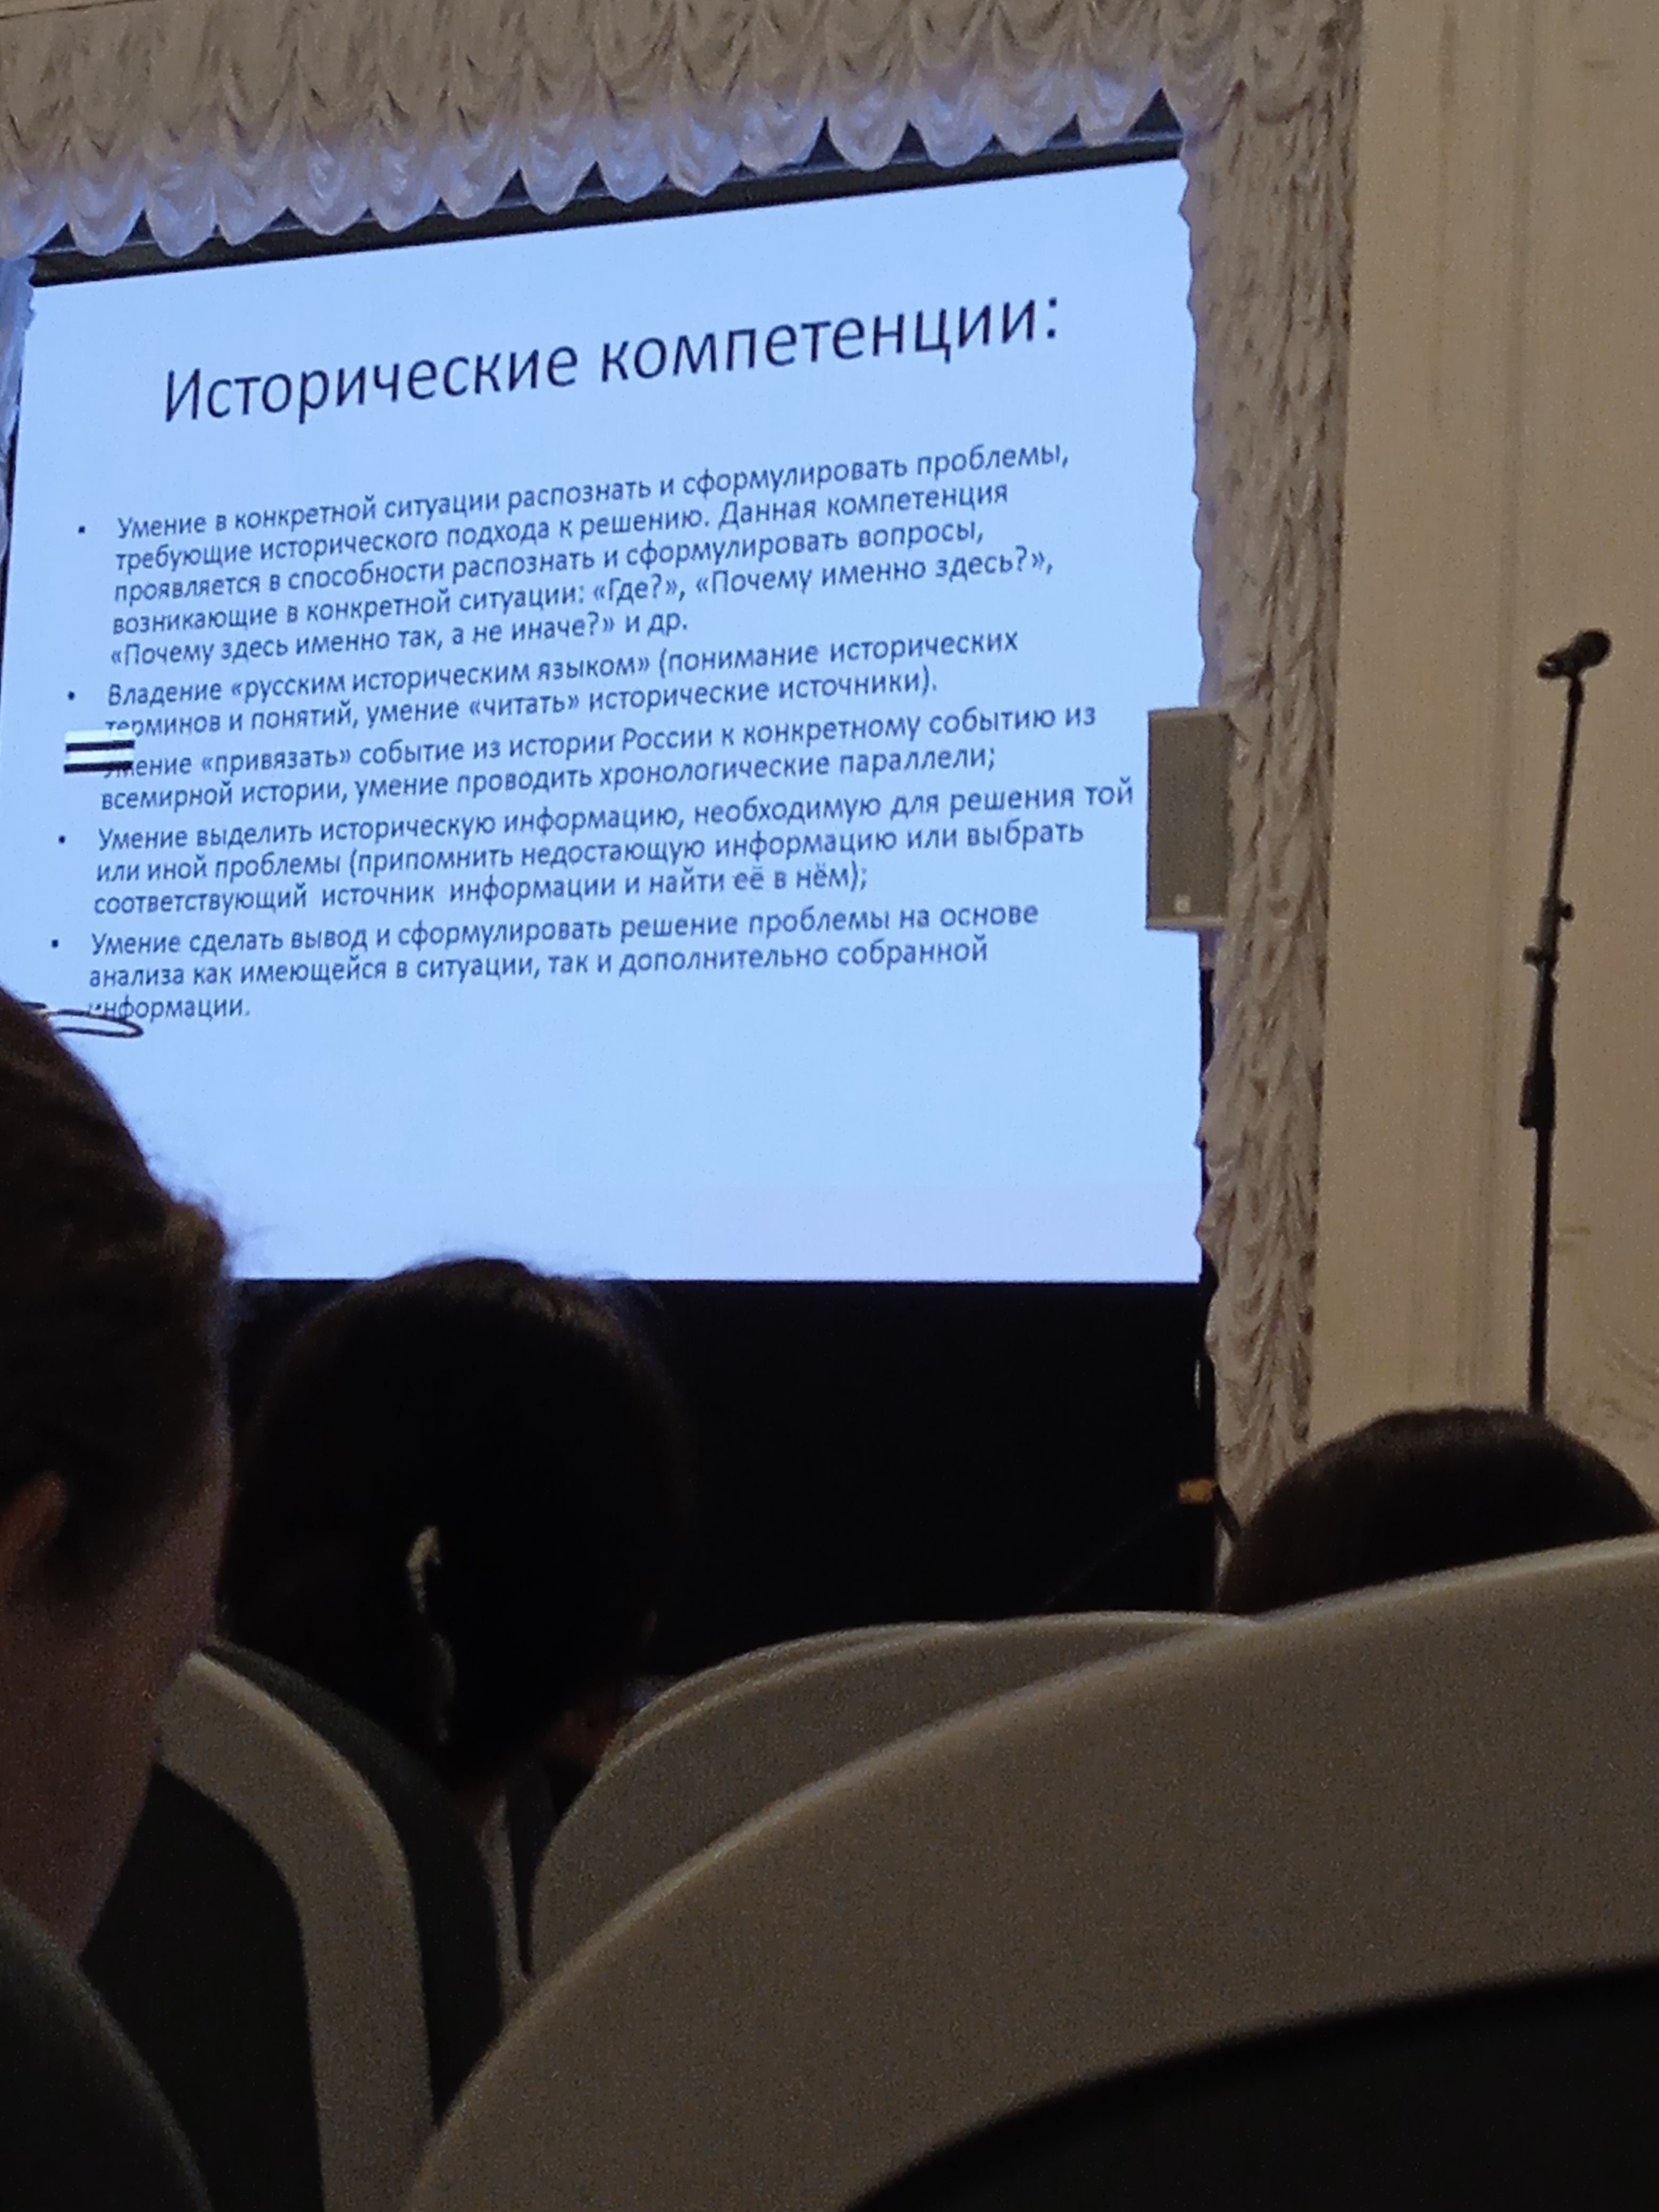 Исторические компетенции:
• Умение в конкретной ситуации распознать и сформулировать проблемы,
требующие исторического подхода к решению. Данная компетенция
проявляется в способности распознать и сформулировать вопросы,
возникающие в конкретной ситуации: «Где?», «Почему именно здесь?»,
«Почему здесь именно так, а не иначе?» и др.
• Владение «русским историческим языком» (понимание исторических
терминов и понятий, умение «читать» исторические источники).
Умение «привязать» событие из истории России к конкретному событию из
всемирной истории, умение проводить хронологические параллели;
• Умение выделить историческую информацию, необходимую для решения той
или иной проблемы (припомнить недостающую информацию или выбрать
соответствующий источник информации и найти её в нём);
• Умение сделать вывод и сформулировать решение проблемы на основе
анализа как имеющейся в ситуации, так и дополнительно собранной
информации.